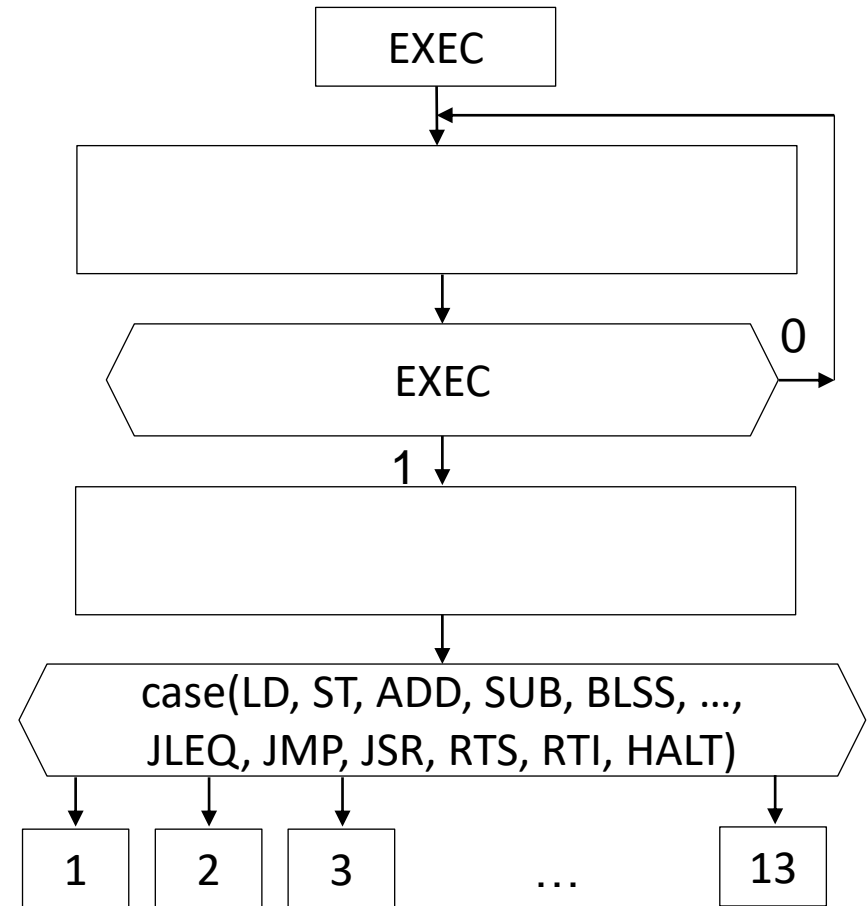 EXEC
0
EXEC
1
case(LD, ST, ADD, SUB, BLSS, …,
JLEQ, JMP, JSR, RTS, RTI, HALT)
1 2 3 … 13